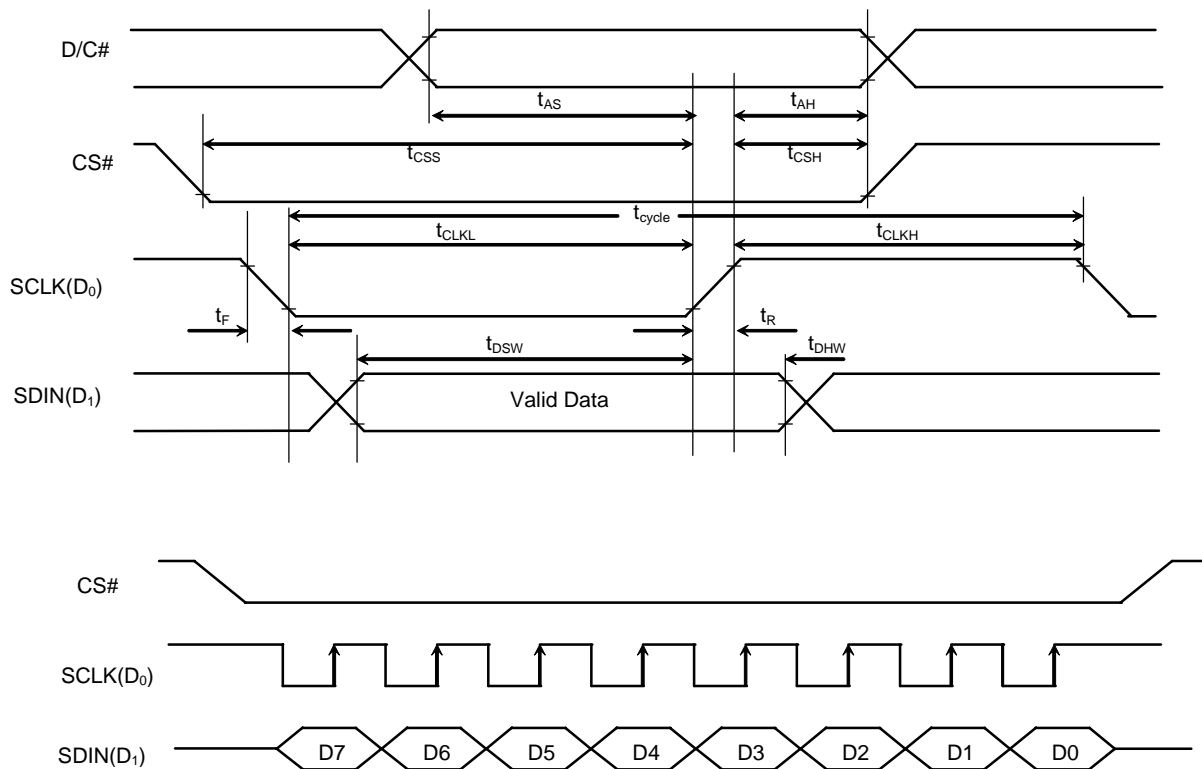 D/C#
tAS
tAH
CS#
tCSS
tCSH
tcycle
tCLKL
tCLKH
SCLK(D0)
tF
tR
tDSW
tDHW
SDIN(D1)
Valid Data
CS#
SCLK(D0)
SDIN(D1)
D7 D6 D5 D4 D3 D2 D1 D0